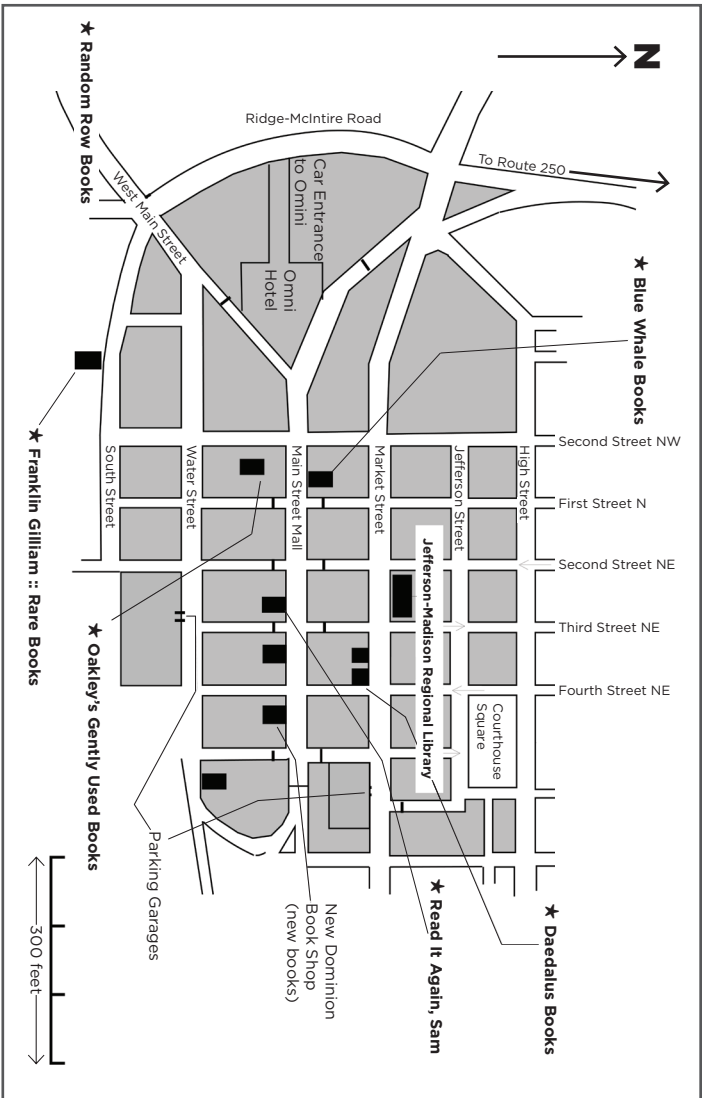 N
★ Random Row Books
Ridge-McIntire Road
To Route 250
West Main Street
Car Entrance
to Omini
Omni
Hotel
★ Blue Whale Books
Second Street NW
First Street N
Second Street NE
Third Street NE
Fourth Street NE
South Street
Water Street
Main Street Mall
Market Street
Jefferson Street
High Street
★ Franklin Gilliam :: Rare Books
★ Oakley's Gently Used Books
Jefferson-Madison Regional Library
Courthouse
Square
Parking Garages
New Dominion
Book Shop
(new books)
★ Read It Again, Sam
★ Daedalus Books
300 feet